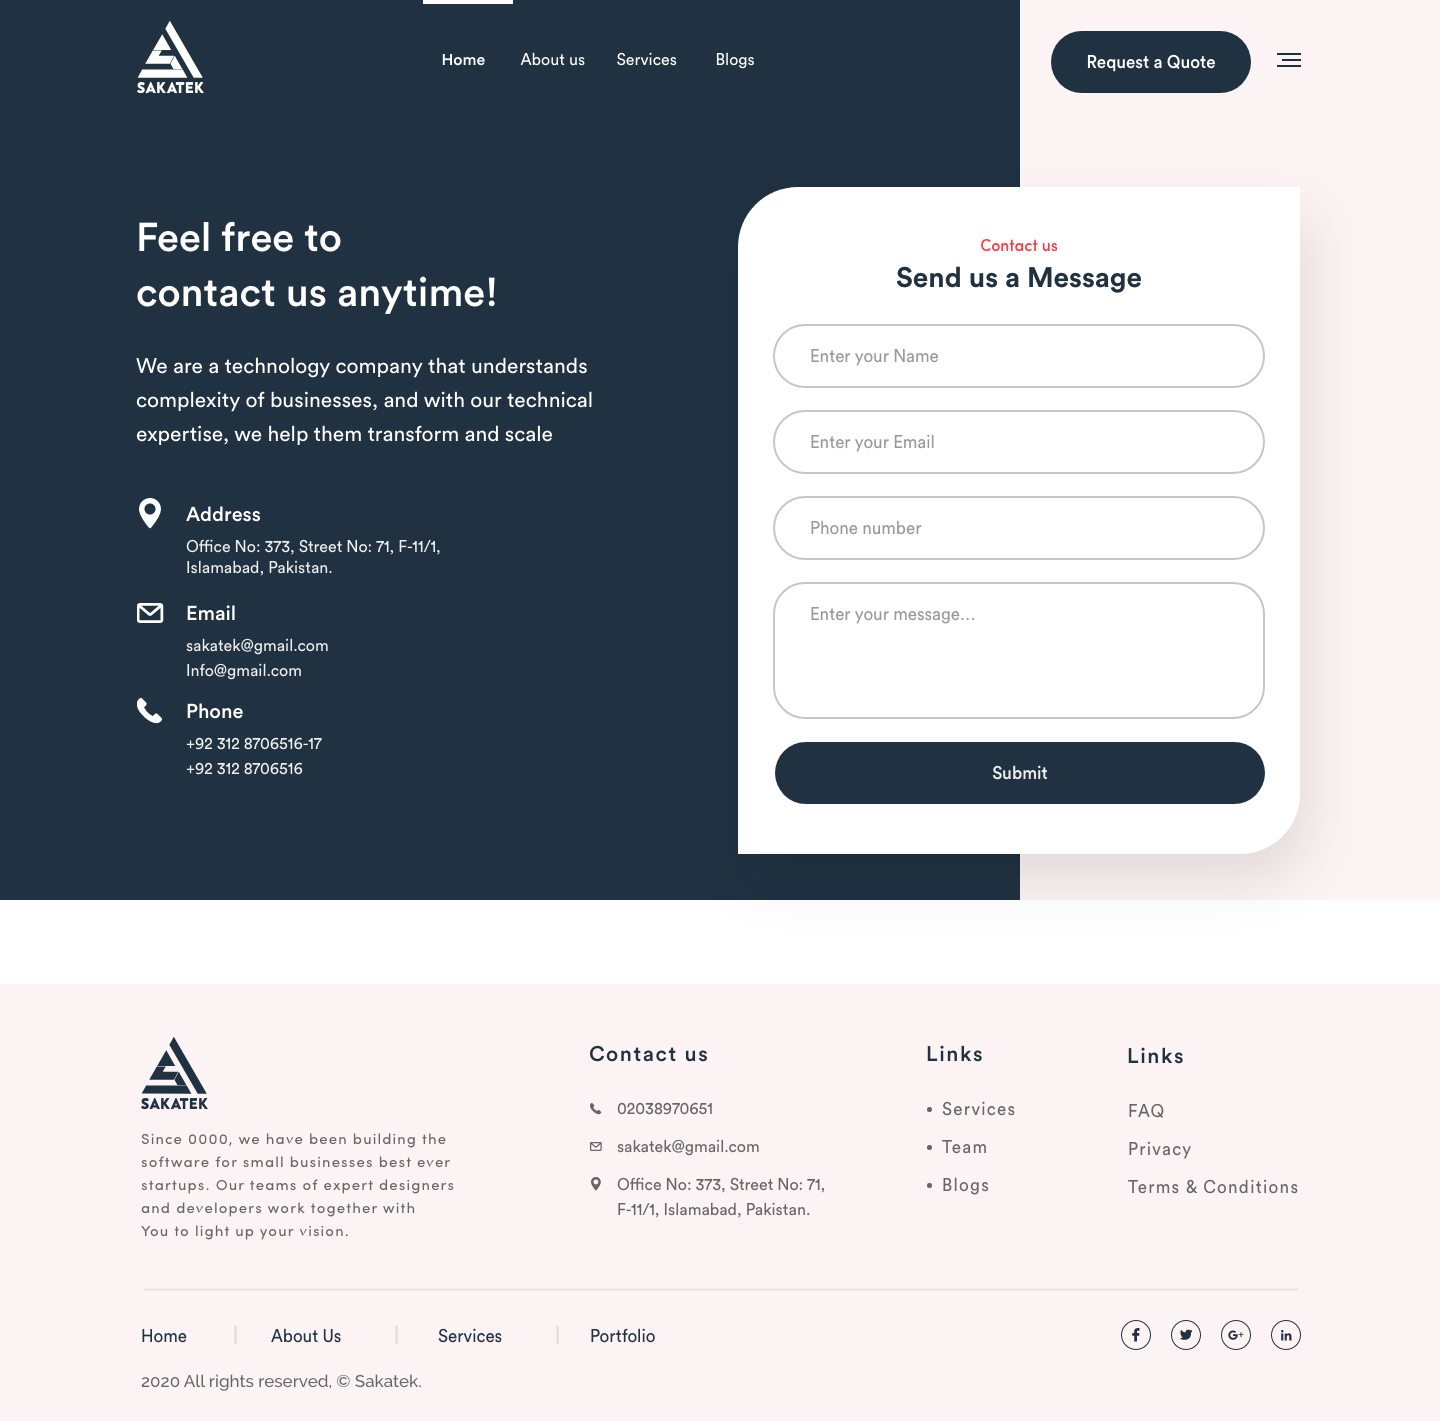 SAKATEK
Home About us Services Blogs
Request a Quote
Feel free to
contact us anytime!
We are a technology company that understands
complexity of businesses, and with our technical
expertise, we help them transform and scale
Address
Office No: 373, Street No: 71, F-11/1,
Islamabad, Pakistan.
Email
sakatek@gmail.com
Info@gmail.com
Phone
+92 312 8706516-17
+92 312 8706516
Contact us
Send us a Message
Enter your Name
Enter your Email
Phone number
Enter your message...
Submit
SAKATEK
Since 0000, we have been building the
software for small businesses best ever
startups. Our teams of expert designers
and developers work together with
You to light up your vision.
Contact us
02038970651
sakatek@gmail.com
Office No: 373, Street No: 71,
F-11/1, Islamabad, Pakistan.
Links
• Services
• Team
• Blogs
Links
FAQ
Privacy
Terms & Conditions
Home | About Us | Services | Portfolio
f G+ in
2020 All rights reserved, © Sakatek.